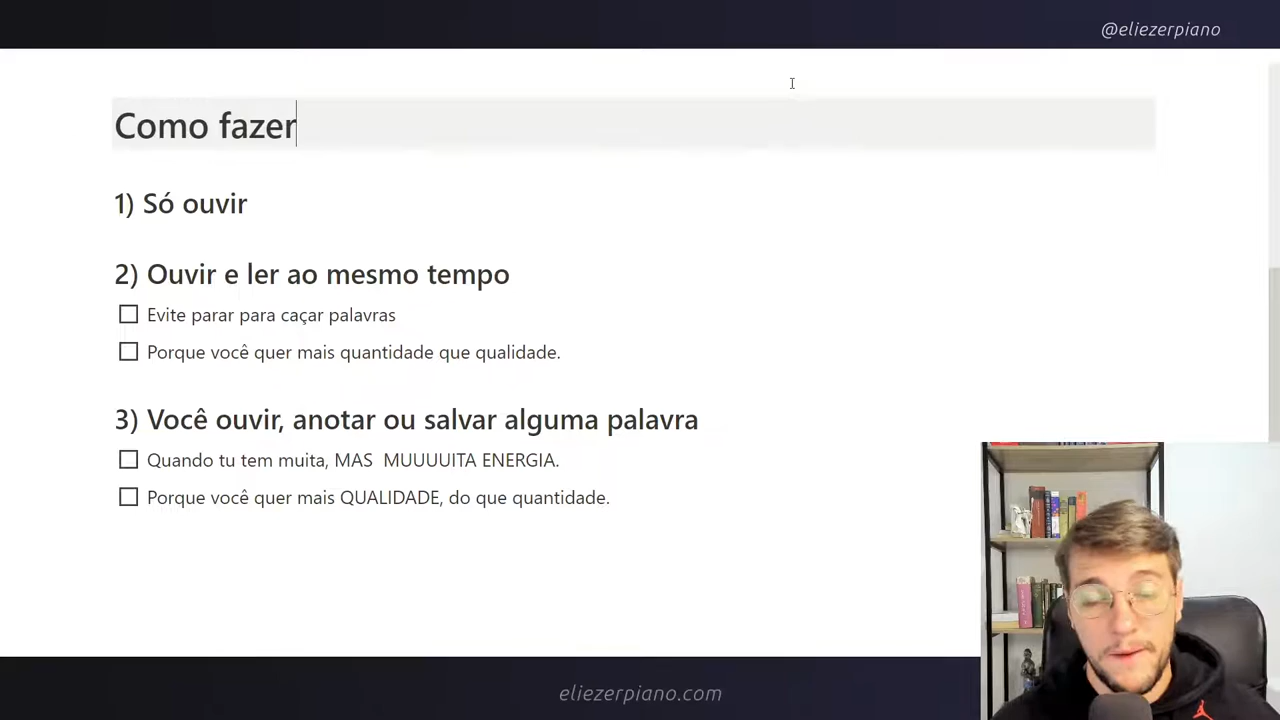 @eliezerpiano
Como fazer
1) Só ouvir
2) Ouvir e ler ao mesmo tempo
Evite parar para caçar palavras
Porque você quer mais quantidade que qualidade.
3) Você ouvir, anotar ou salvar alguma palavra
Quando tu tem muita, MAS  MUUUUITA ENERGIA.
Porque você quer mais QUALIDADE, do que quantidade.
eliezerpiano.com